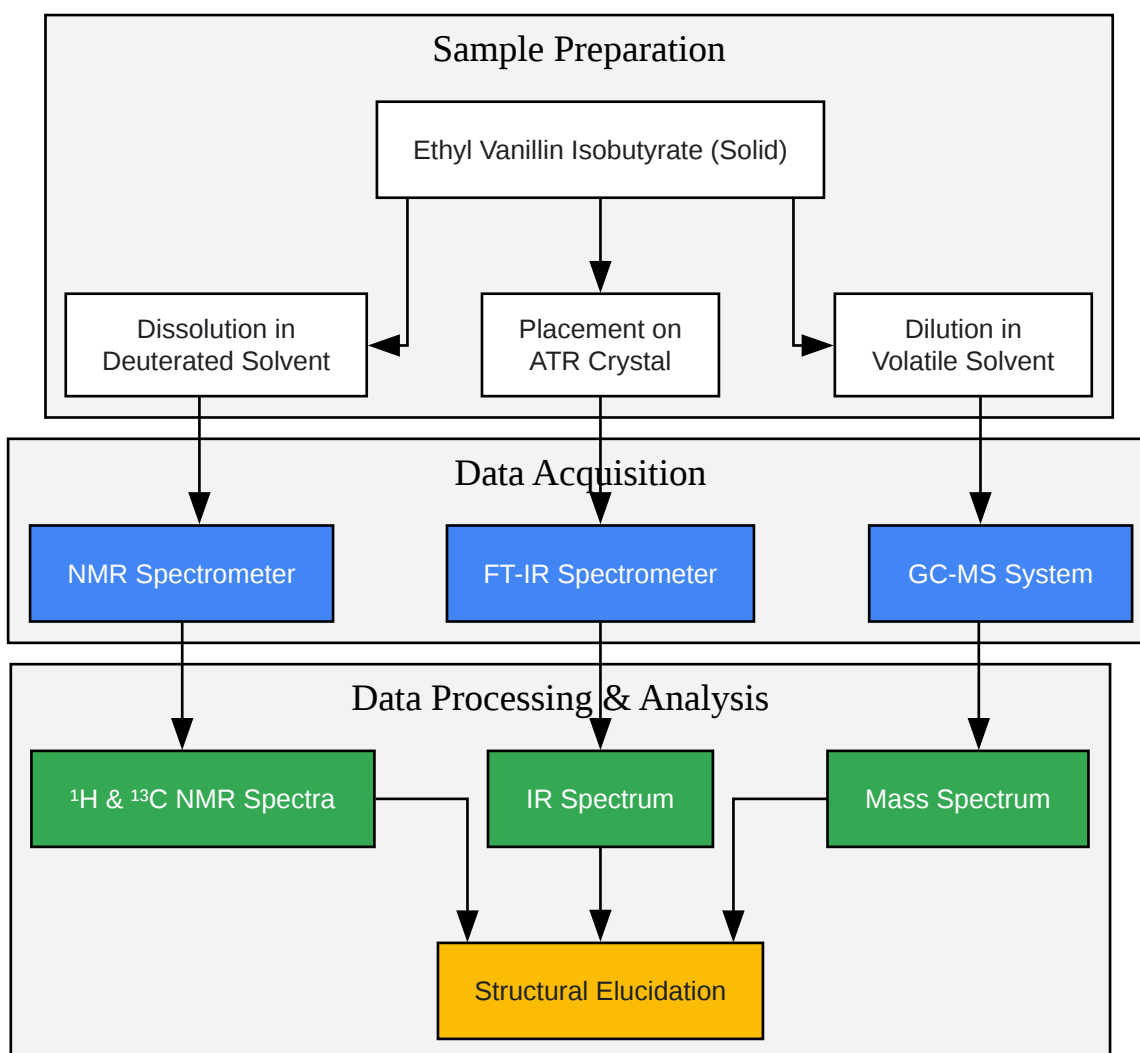 Sample Preparation
Ethyl Vanillin Isobutyrate (Solid)
Dissolution in
Deuterated Solvent
Placement on
ATR Crystal
Dilution in
Volatile Solvent
Data Acquisition
NMR Spectrometer
FT-IR Spectrometer
GC-MS System
Data Processing & Analysis
¹H & ¹³C NMR Spectra
IR Spectrum
Mass Spectrum
Structural Elucidation